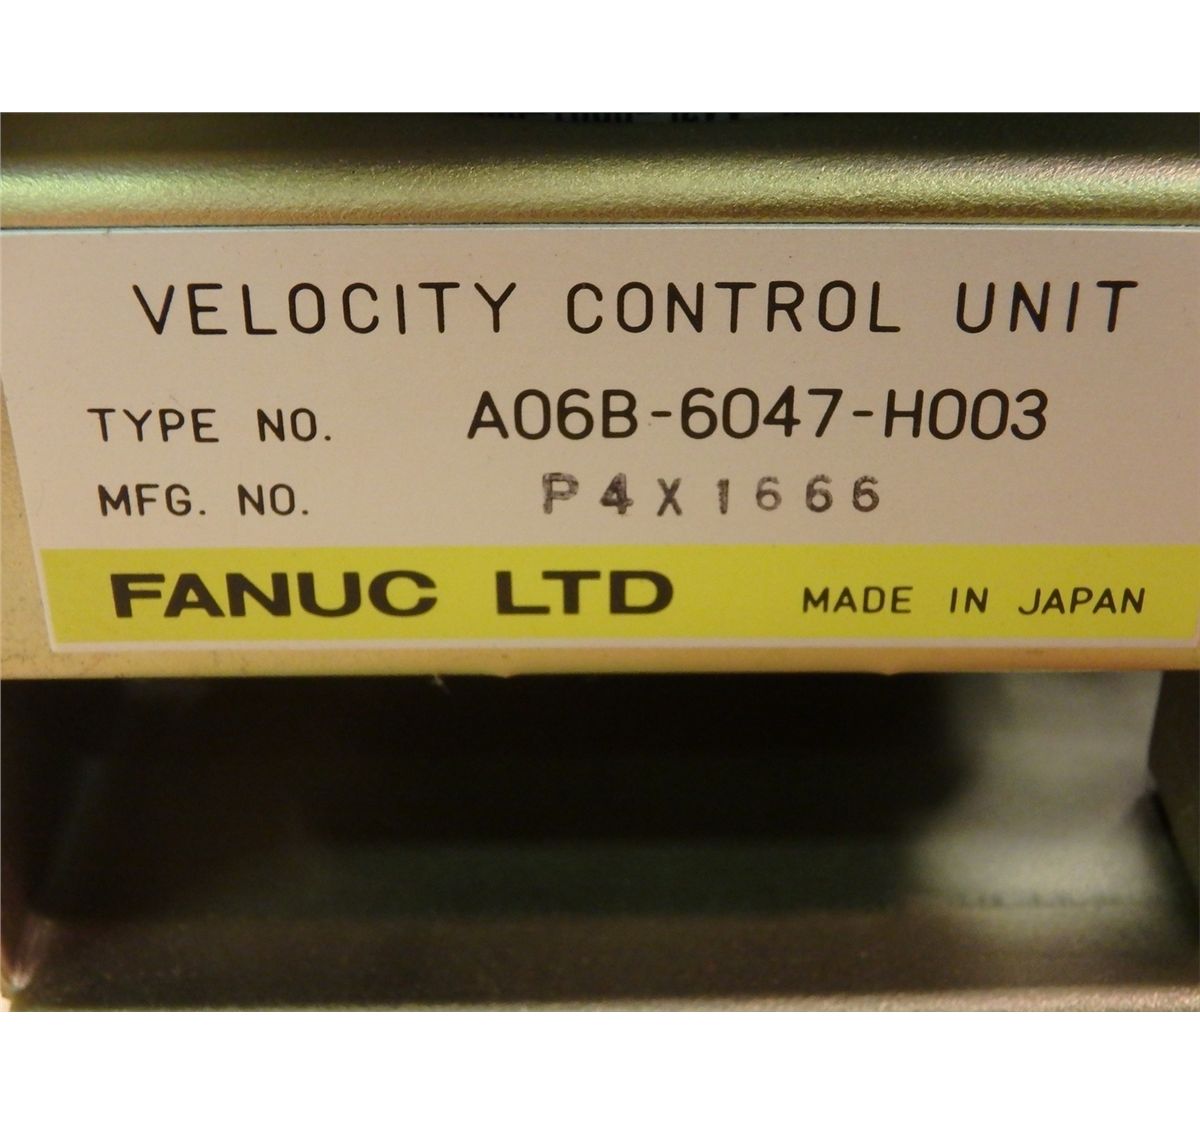 VELOCITY CONTROL UNIT
TYPE NO. A06B-6047-H003
MFG. NO. P4X1666
FANUC LTD MADE IN JAPAN